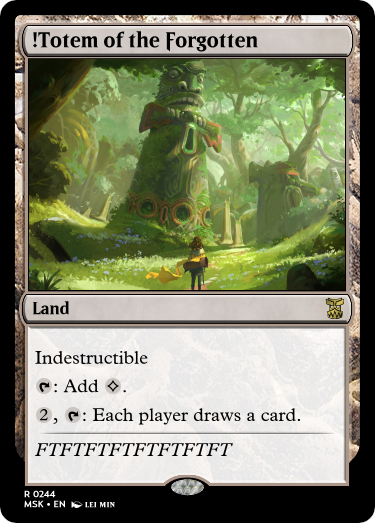 !Totem of the Forgotten
Land
Indestructible
: Add .
2, : Each player draws a card.
FTFTFTFTFTFTFTFT
R 0244
MSK • EN LEI MIN